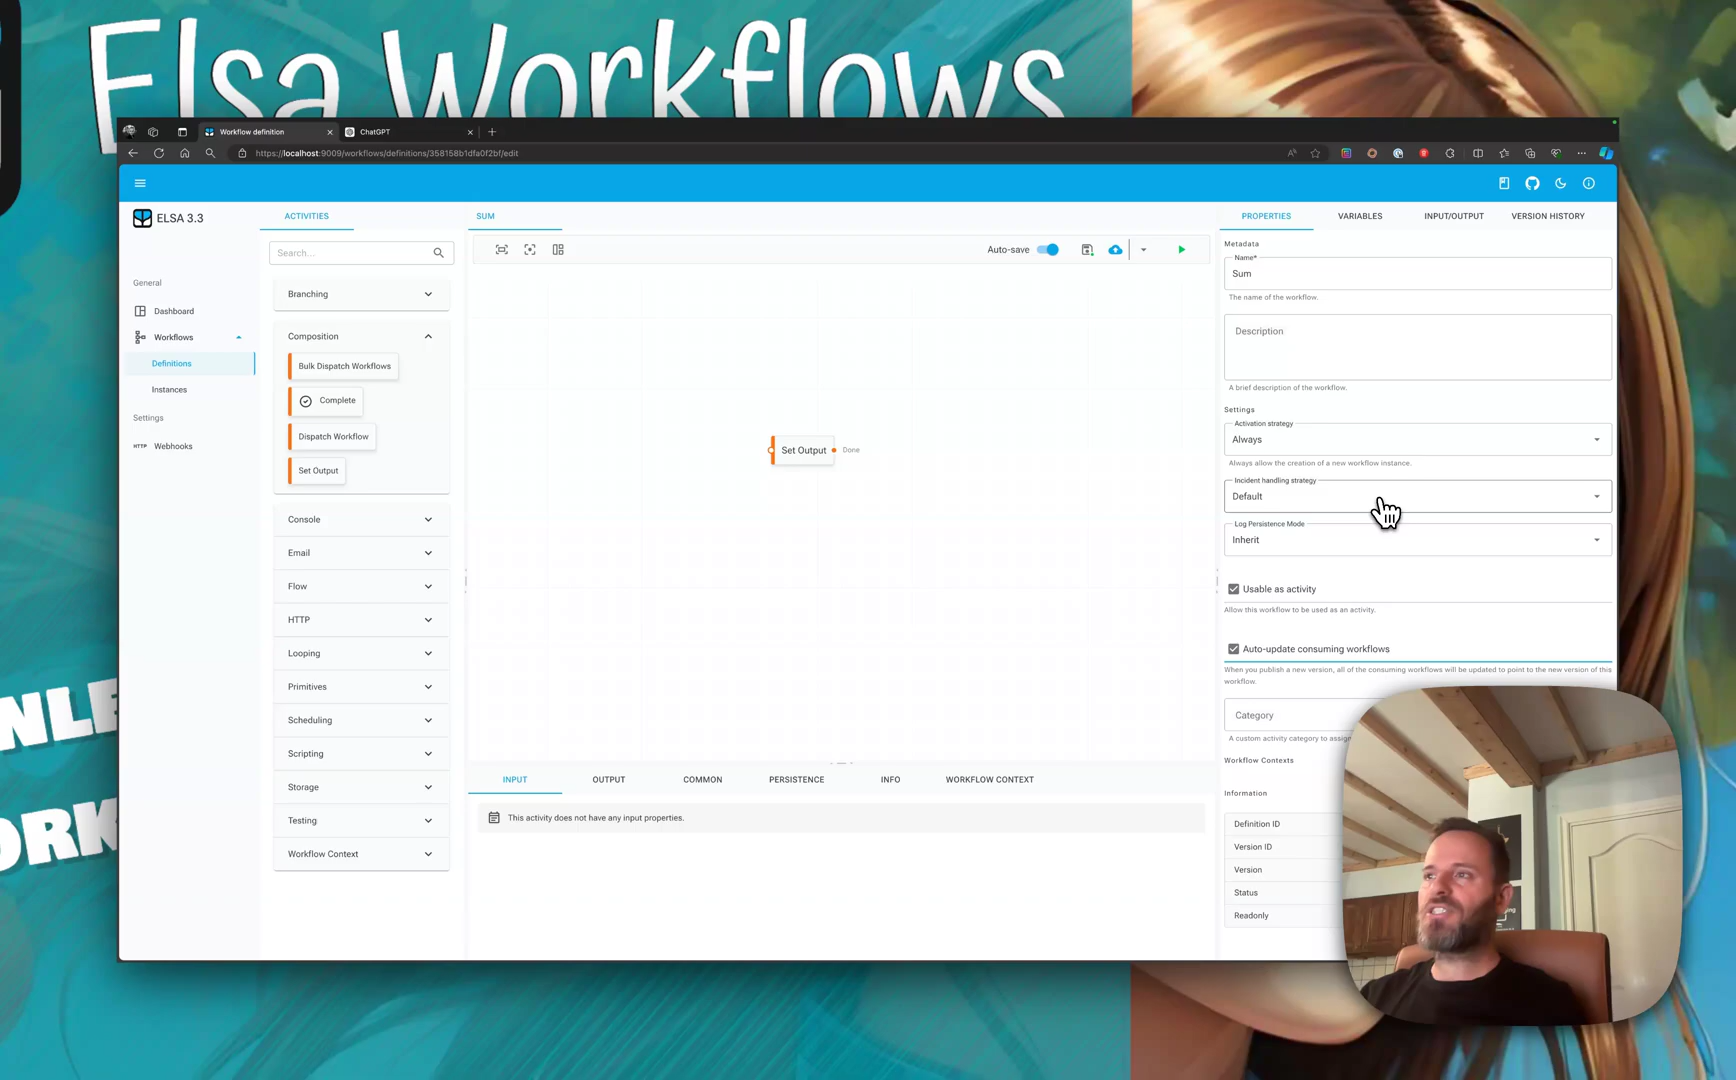 Elsa Workflows
Workflow definition
ChatGPT
https://localhost:9009/workflows/definitions/358158b1dfa0f2bf/edit
ELSA 3.3
General
Dashboard
Workflows
Definitions
Instances
Settings
HTTP Webhooks
ACTIVITIES
Search...
Branching
Composition
Bulk Dispatch Workflows
Complete
Dispatch Workflow
Set Output
Console
Email
Flow
HTTP
Looping
Primitives
Scheduling
Scripting
Storage
Testing
Workflow Context
SUM
Auto-save
Set Output
Done
INPUT
OUTPUT
COMMON
PERSISTENCE
INFO
WORKFLOW CONTEXT
This activity does not have any input properties.
PROPERTIES
VARIABLES
INPUT/OUTPUT
VERSION HISTORY
Metadata
Name*
Sum
The name of the workflow.
Description
A brief description of the workflow.
Settings
Activation strategy
Always
Always allow the creation of a new workflow instance.
Incident handling strategy
Default
Log Persistence Mode
Inherit
Usable as activity
Allow this workflow to be used as an activity.
Auto-update consuming workflows
When you publish a new version, all of the consuming workflows will be updated to point to the new version of this
workflow.
Category
A custom activity category to assig
Workflow Contexts
Information
Definition ID
Version ID
Version
Status
Readonly
NLE
ORK